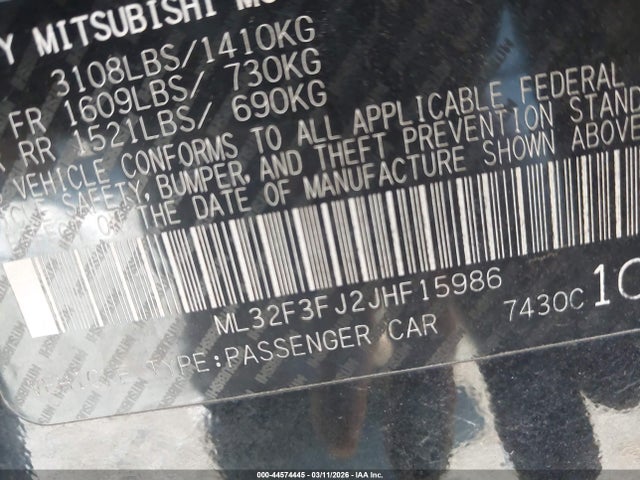 Y MITSUBISHI MO
3108LBS/1410KG
FR 1609LBS/ 730KG
RR 1521LBS/ 690KG
VEHICLE CONFORMS TO ALL APPLICABLE FEDERAL
SAFETY, BUMPER, AND THEFT PREVENTION STAND
THE DATE OF MANUFACTURE SHOWN ABOVE
ML32F3FJ2JHF15986
7430C
VEHICLE TYPE:PASSENGER CAR
000-44574445 | 03/11/2026 | IAA Inc.